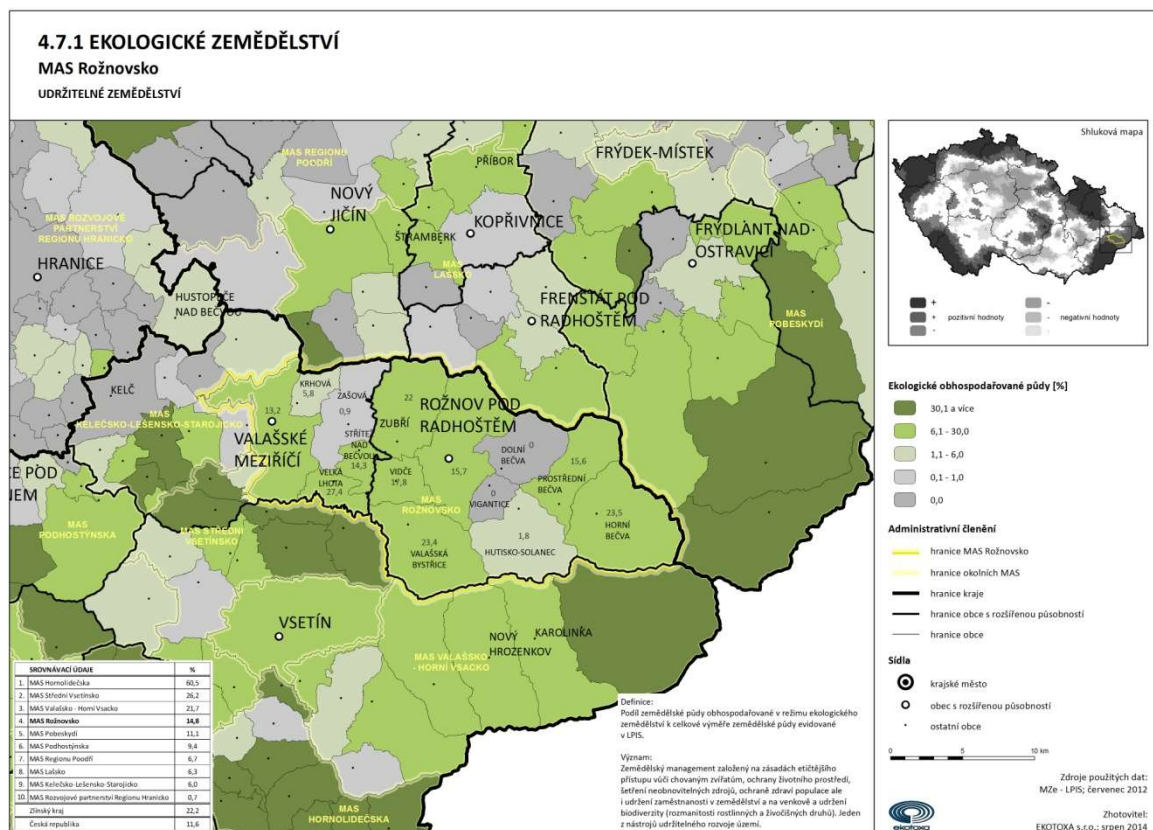 4.7.1 EKOLOGICKÉ ZEMĚDĚLSTVÍ
MAS Rožnovsko
UDRŽITELNÉ ZEMĚDĚLSTVÍ
MAS REGIONU
POODŘÍ
PŘÍBOR
FRÝDEK-MÍSTEK
NOVÝ
JIČÍN
KOPŘIVNICE
MAS ROZVOJOVÉ
PARTNERSTVÍ
REGIONU HRANICKO
HRANICE
ŠTRAMBERK
MAS
LAŠSKO
FRÝDLANT NAD
OSTRAVICÍ
HUSTOPEČE
NAD BEČVOU
FRENŠTÁT POD
RADHOŠTĚM
MAS
POBESKYDÍ
KELČ
KRHOVÁ
5,8
ZAŠOVÁ
0,9
22
ROŽNOV POD
RADHOŠTĚM
MAS
KELEČSKO-LEŠENSKO-STAROJICKO
13,2
VALAŠSKÉ
MEZIŘÍČÍ
STŘÍTEŽ
NAD
BEČVOU
14,3
ZUBŘÍ
DOLNÍ
BEČVA
0
15,7
15,6
PROSTŘEDNÍ
BEČVA
CE POD
NEM
VELKÁ
LHOTA
27,4
VIDČE
17,8
MAS
ROŽNOVSKO
0
VIGANTICE
23,5
HORNÍ
BEČVA
MAS
PODHOSTÝNSKA
MAS STŘEDNÍ
VSETÍNSKO
23,4
VALAŠSKÁ
BYSTŘICE
1,8
HUTISKO-SOLANEC
VSETÍN
MAS VALAŠSKO
- HORNÍ VSACKO
NOVÝ
HROZENKOV
KAROLINKA
MAS
HORNOLIDEČSKA
SROVNÁVACÍ ÚDAJE %
1. MAS Hornolidečska 60,5
2. MAS Střední Vsetínsko 26,2
3. MAS Valašsko - Horní Vsacko 21,7
4. MAS Rožnovsko 14,8
5. MAS Pobeskydí 11,1
6. MAS Podhostýnska 9,4
7. MAS Regionu Poodří 6,7
8. MAS Lašsko 6,3
9. MAS Kelečsko-Lešensko-Starojicko 6,0
10. MAS Rozvojové partnerství Regionu Hranicko 0,7
Zlínský kraj 22,2
Česká republika 11,6
Definice:
Podíl zemědělské půdy obhospodařované v režimu ekologického
zemědělství k celkové výměře zemědělské půdy evidované
v LPIS.
Význam:
Zemědělský management založený na zásadách etičtějšího
přístupu vůči chovaným zvířatům, ochrany životního prostředí,
šetření neobnovitelných zdrojů, ochraně zdraví populace ale
i udržení zaměstnanosti v zemědělství a na venkově a udržení
biodiverzity (rozmanitosti rostlinných a živočišných druhů). Jeden
z nástrojů udržitelného rozvoje území.
Shluková mapa
+ -
+ pozitivní hodnoty - negativní hodnoty
- -
Ekologické obhospodařované půdy [%]
30,1 a více
6,1 - 30,0
1,1 - 6,0
0,1 - 1,0
0,0
Administrativní členění
hranice MAS Rožnovsko
hranice okolních MAS
hranice kraje
hranice obce s rozšířenou působností
hranice obce
Sídla
krajské město
obec s rozšířenou působností
ostatní obce
0 5 10 km
Zdroje použitých dat:
MZe - LPIS; červenec 2012
Zhotovitel:
EKOTOXA s.r.o.; srpen 2014
ekotoxa